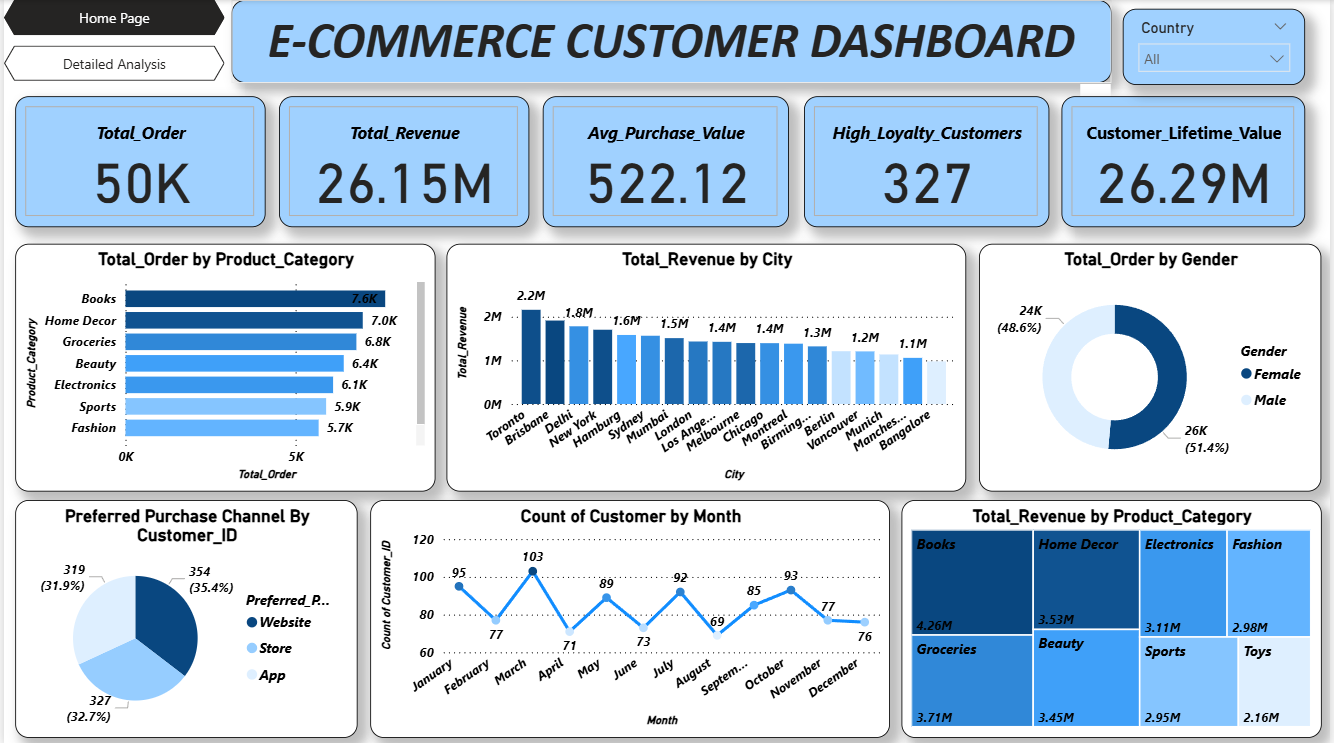 Home Page
Detailed Analysis
E-COMMERCE CUSTOMER DASHBOARD
Country
All
Total_Order
50K
Total_Revenue
26.15M
Avg_Purchase_Value
522.12
High_Loyalty_Customers
327
Customer_Lifetime_Value
26.29M
Total_Order by Product_Category
Product_Category
Books 7.6K
Home Decor 7.0K
Groceries 6.8K
Beauty 6.4K
Electronics 6.1K
Sports 5.9K
Fashion 5.7K
0K 5K
Total_Order
Total_Revenue by City
Total_Revenue
2M
1M
0M
2.2M 1.8M 1.6M 1.5M 1.4M 1.4M 1.3M 1.2M 1.1M
Toronto Brisbane Delhi New York Hamburg Sydney Mumbai London Los Ange... Melbourne Chicago Montreal Birming... Berlin Vancouver Munich Manches... Bangalore
City
Total_Order by Gender
24K
(48.6%)
26K
(51.4%)
Gender
Female
Male
Preferred Purchase Channel By
Customer_ID
319
(31.9%)
354
(35.4%)
327
(32.7%)
Preferred_P...
Website
Store
App
Count of Customer by Month
Count of Customer_ID
120
100
80
60
95 77 103 71 89 73 92 69 85 93 77 76
January February March April May June July August Septem... October November December
Month
Total_Revenue by Product_Category
Books
4.26M
Groceries
3.71M
Home Decor
3.53M
Beauty
3.45M
Electronics
3.11M
Fashion
2.98M
Sports
2.95M
Toys
2.16M